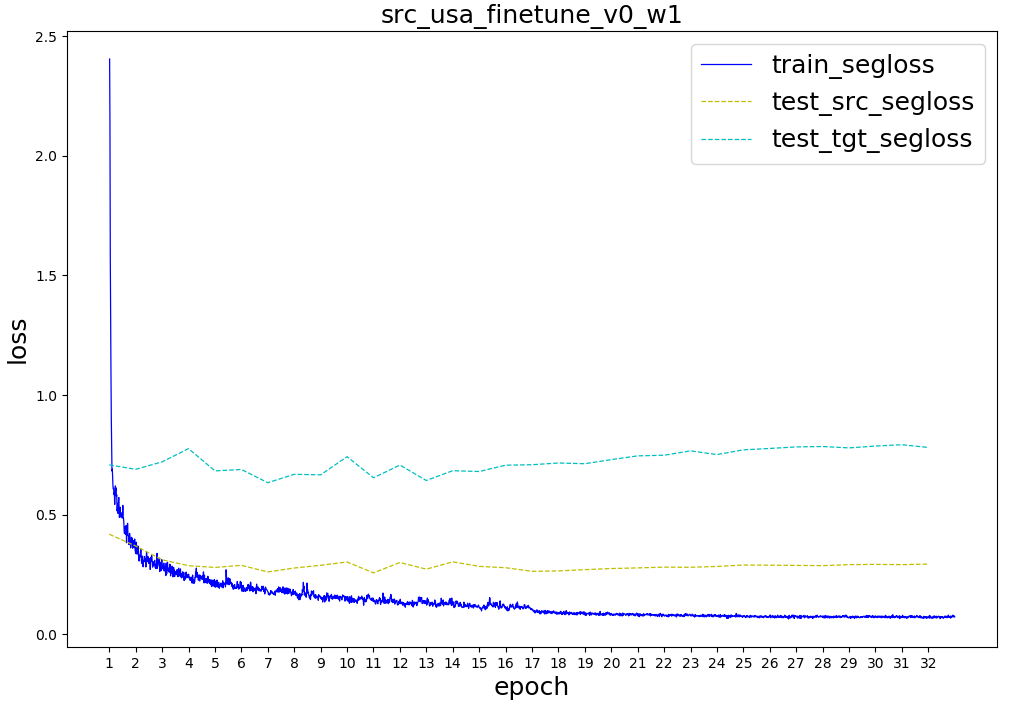 src_usa_finetune_v0_w1
train_segloss
test_src_segloss
test_tgt_segloss
loss
2.5
2.0
1.5
1.0
0.5
0.0
1 2 3 4 5 6 7 8 9 10 11 12 13 14 15 16 17 18 19 20 21 22 23 24 25 26 27 28 29 30 31 32
epoch